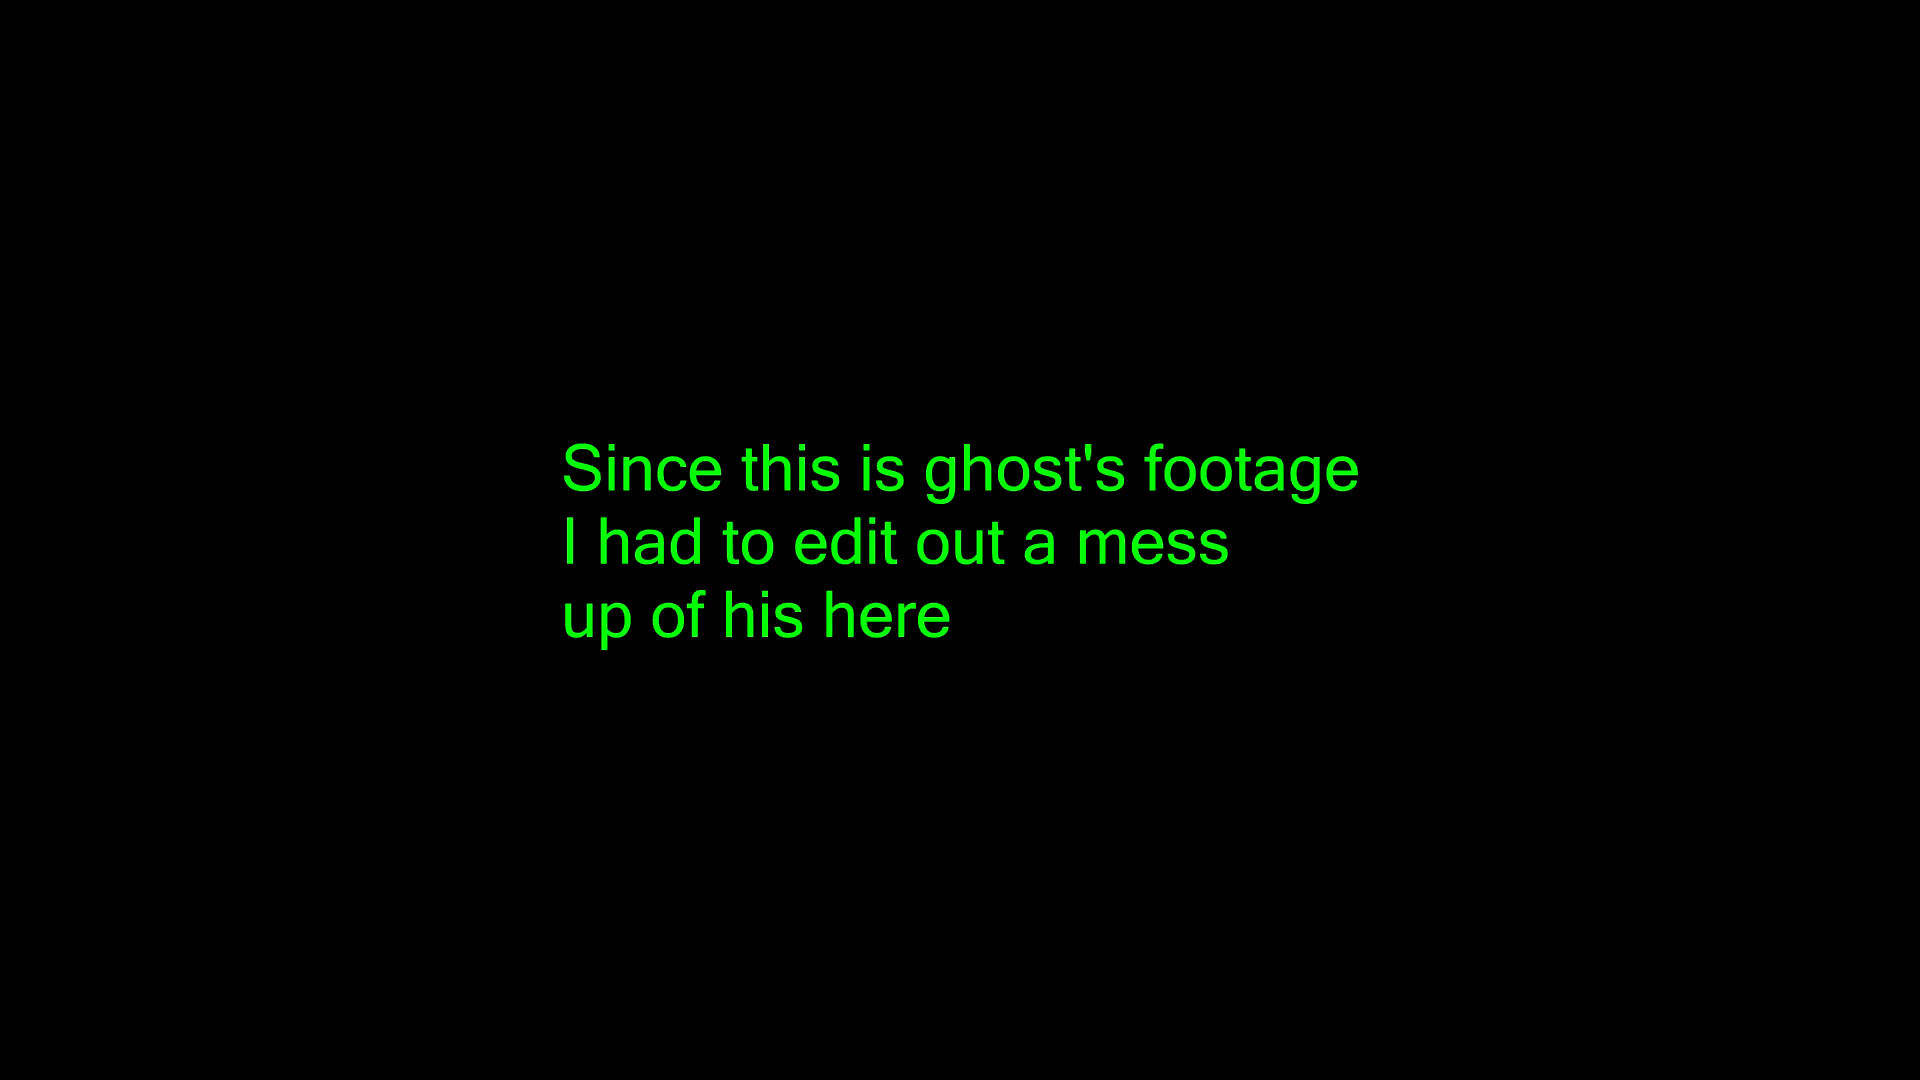 Since this is ghost's footage
I had to edit out a mess
up of his here